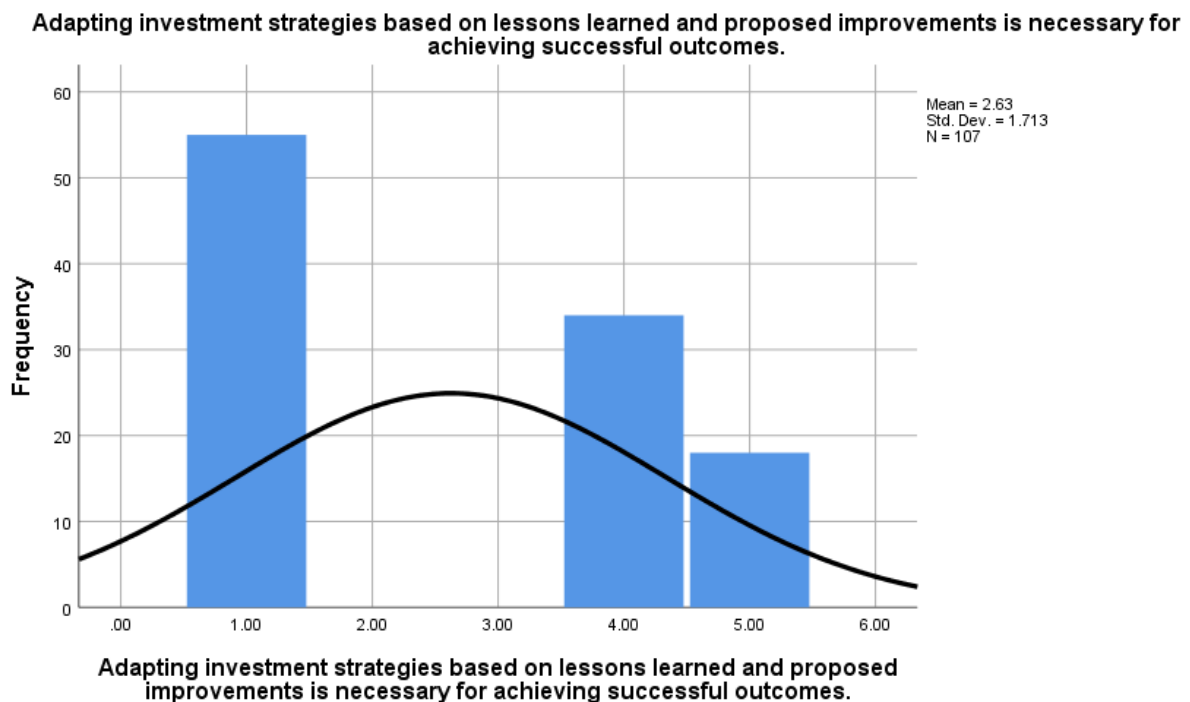 Adapting investment strategies based on lessons learned and proposed improvements is necessary for
achieving successful outcomes.
Mean = 2.63
Std. Dev. = 1.713
N = 107
60
50
40
30
20
10
0
Frequency
.00 1.00 2.00 3.00 4.00 5.00 6.00
Adapting investment strategies based on lessons learned and proposed
improvements is necessary for achieving successful outcomes.